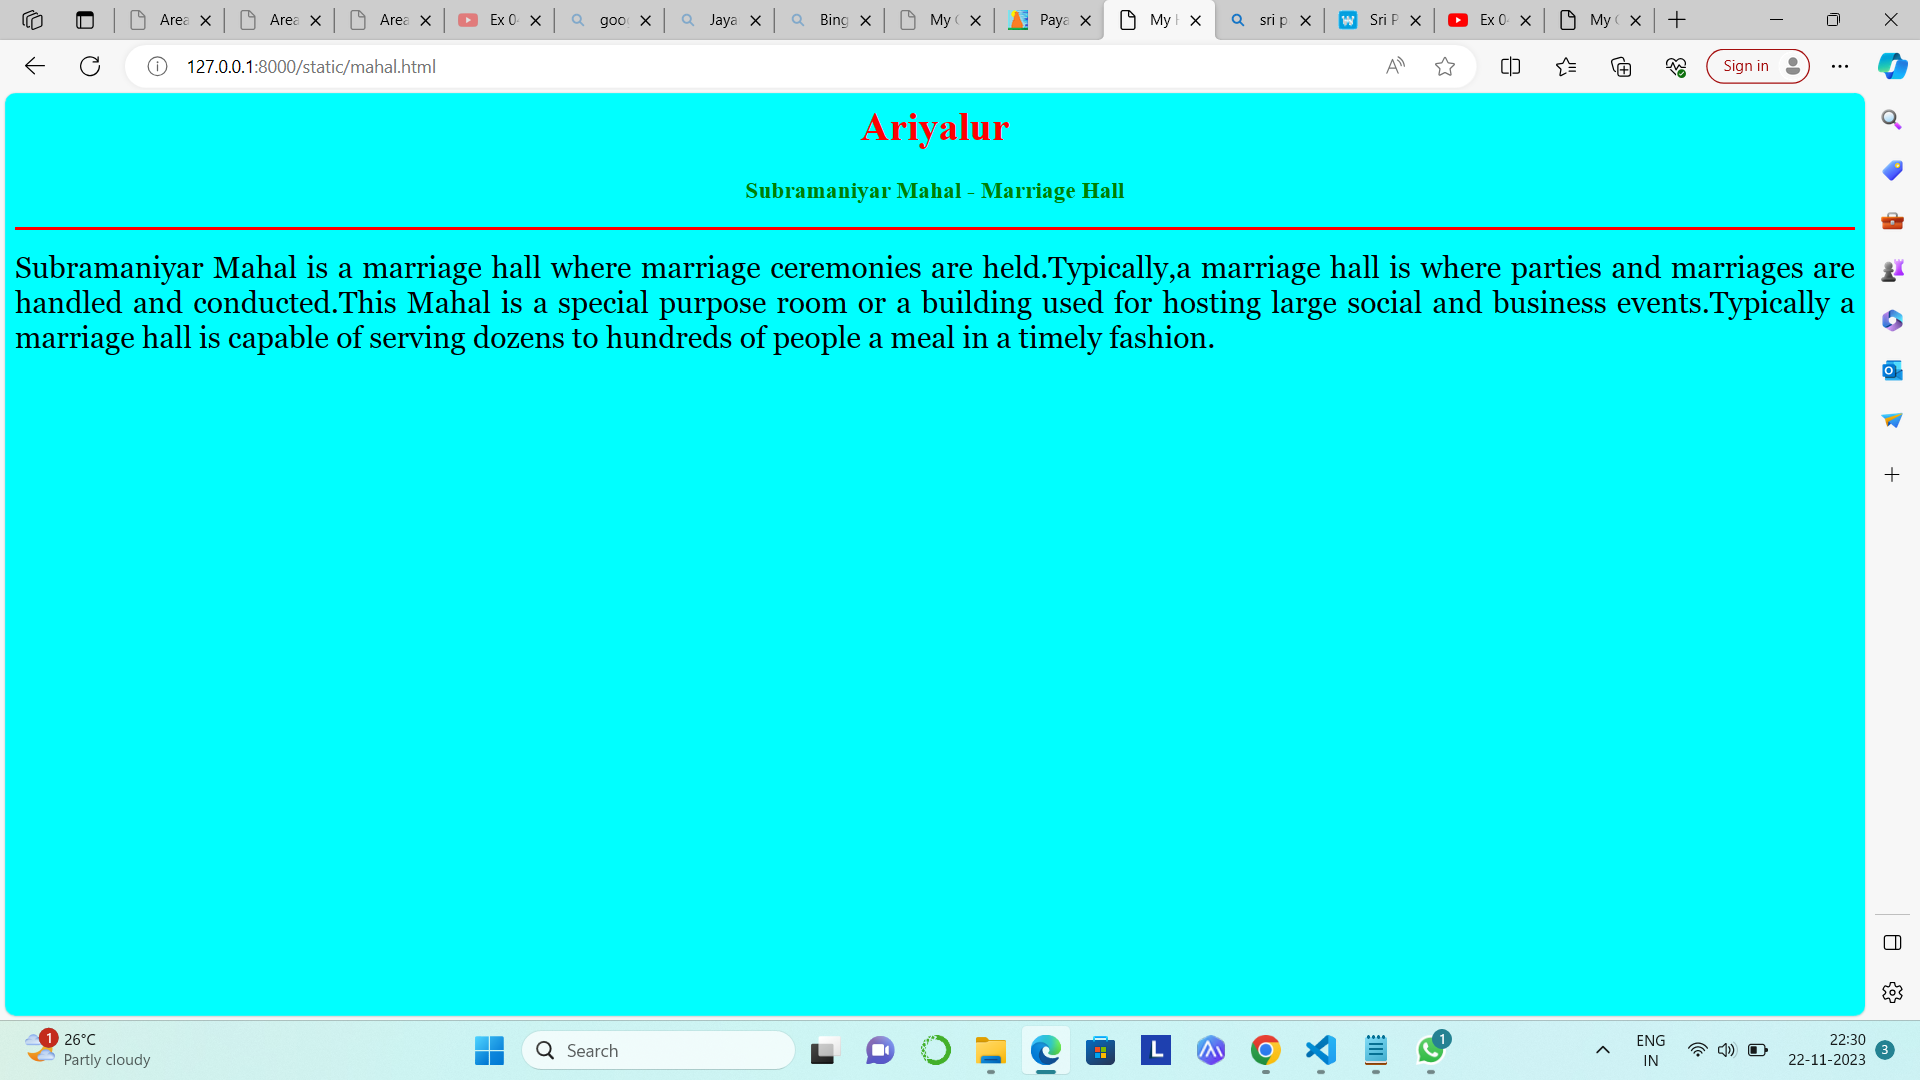 Area
Area
Area
Ex 0
goo
Jaya
Bing
My
Paya
My
sri p
Sri P
Ex 0
My
127.0.0.1:8000/static/mahal.html
Sign in
Ariyalur
Subramaniyar Mahal - Marriage Hall
Subramaniyar Mahal is a marriage hall where marriage ceremonies are held.Typically,a marriage hall is where parties and marriages are
handled and conducted.This Mahal is a special purpose room or a building used for hosting large social and business events.Typically a
marriage hall is capable of serving dozens to hundreds of people a meal in a timely fashion.
1
26°C
Partly cloudy
Search
L
1
ENG
IN
22:30
22-11-2023
3